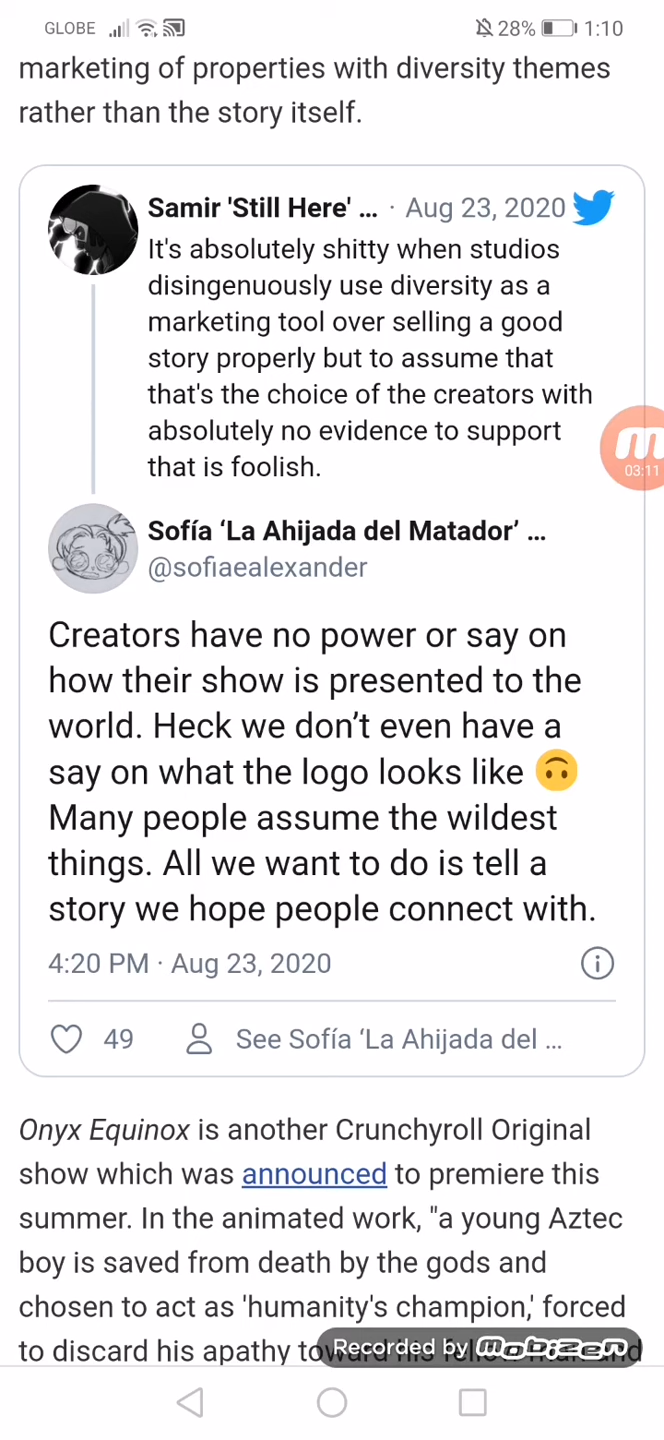 GLOBE 28% 1:10
marketing of properties with diversity themes
rather than the story itself.
Samir 'Still Here' ... · Aug 23, 2020
It's absolutely shitty when studios
disingenuously use diversity as a
marketing tool over selling a good
story properly but to assume that
that's the choice of the creators with
absolutely no evidence to support
that is foolish.
03:11
Sofía ‘La Ahijada del Matador’ ...
@sofiaealexander
Creators have no power or say on
how their show is presented to the
world. Heck we don’t even have a
say on what the logo looks like 🙃
Many people assume the wildest
things. All we want to do is tell a
story we hope people connect with.
4:20 PM · Aug 23, 2020
49 See Sofía ‘La Ahijada del ...
Onyx Equinox is another Crunchyroll Original
show which was announced to premiere this
summer. In the animated work, "a young Aztec
boy is saved from death by the gods and
chosen to act as 'humanity's champion,' forced
to discard his apathy
Recorded by mobizen